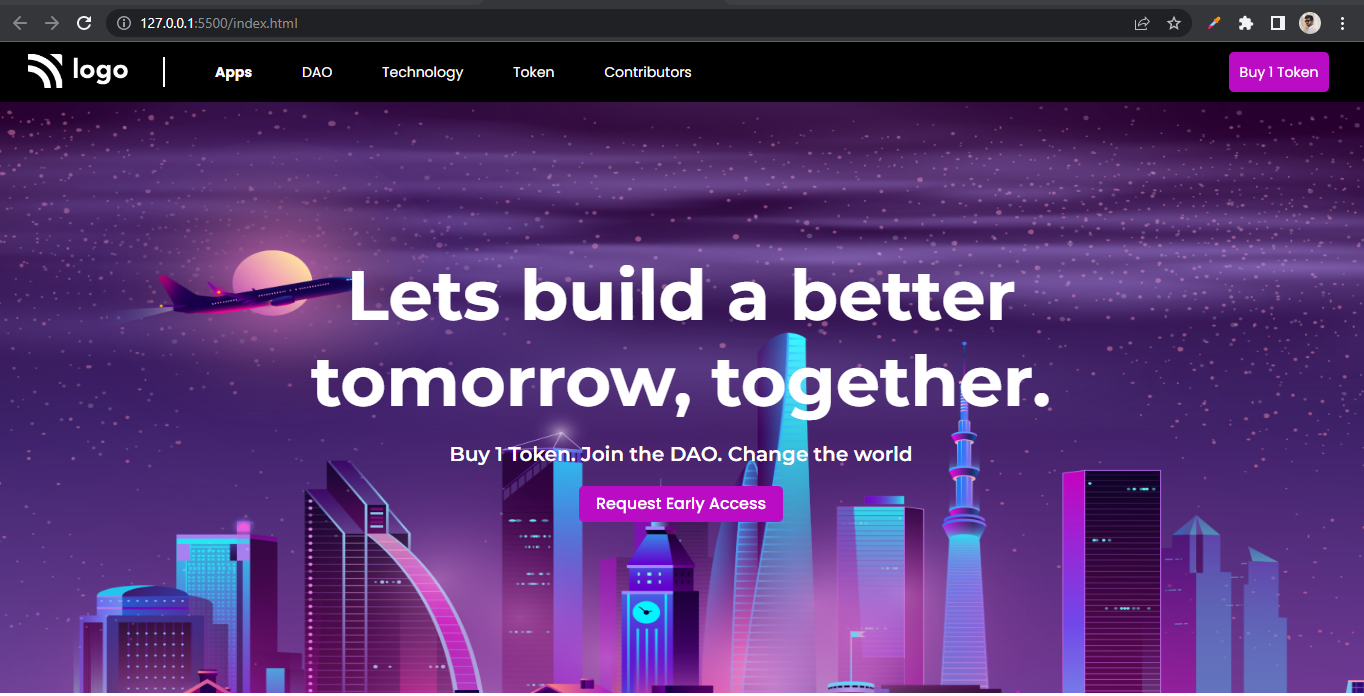 127.0.0.1:5500/index.html
logo
Apps DAO Technology Token Contributors
Buy 1 Token
Lets build a better
tomorrow, together.
Buy 1 Token. Join the DAO. Change the world
Request Early Access